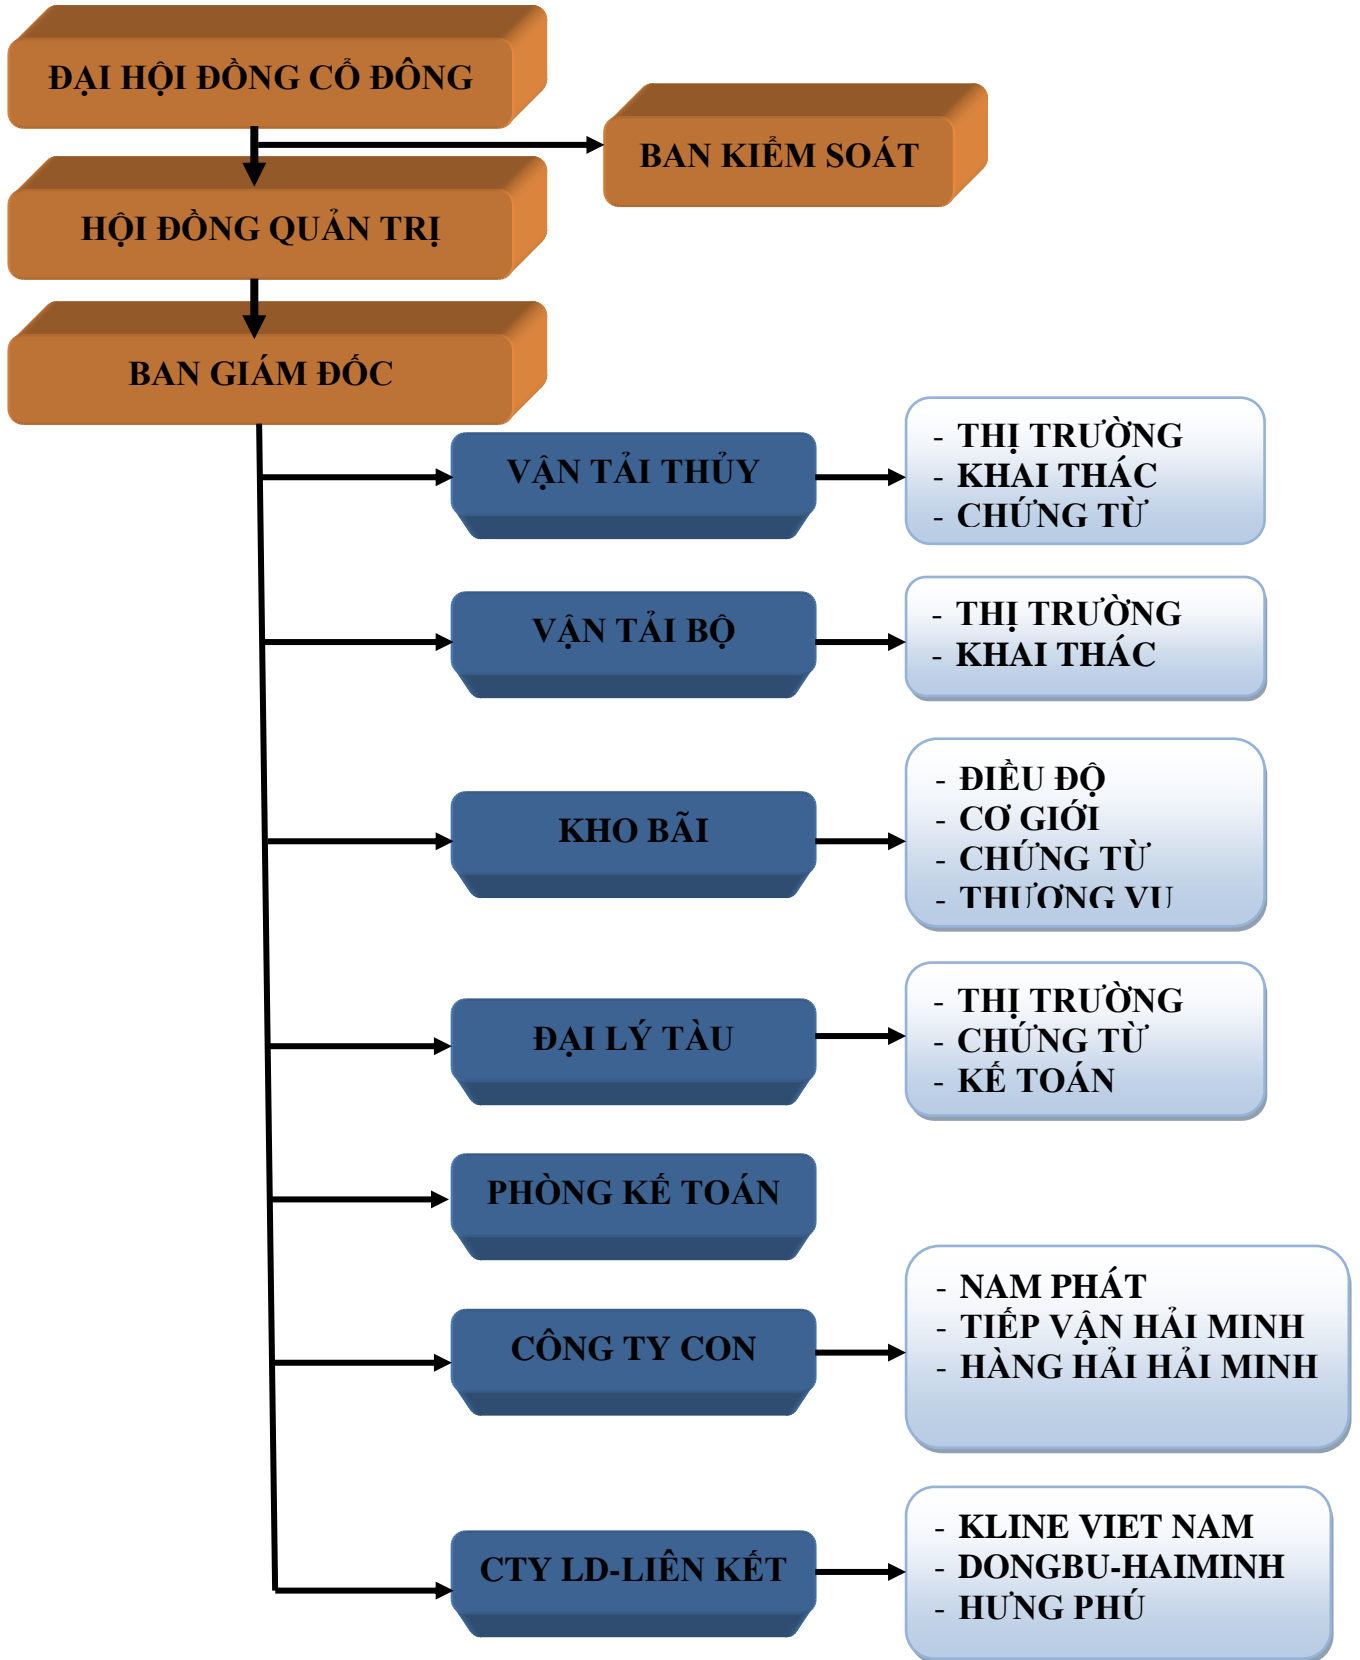 ĐẠI HỘI ĐỒNG CỔ ĐÔNG
BAN KIỂM SOÁT
HỘI ĐỒNG QUẢN TRỊ
BAN GIÁM ĐỐC
VẬN TẢI THỦY
- THỊ TRƯỜNG
- KHAI THÁC
- CHỨNG TỪ
VẬN TẢI BỘ
- THỊ TRƯỜNG
- KHAI THÁC
KHO BÃI
- ĐIỀU ĐỘ
- CƠ GIỚI
- CHỨNG TỪ
- THƯƠNG VỤ
ĐẠI LÝ TÀU
- THỊ TRƯỜNG
- CHỨNG TỪ
- KẾ TOÁN
PHÒNG KẾ TOÁN
CÔNG TY CON
- NAM PHÁT
- TIẾP VẬN HẢI MINH
- HÀNG HẢI HẢI MINH
CTY LD-LIÊN KẾT
- KLINE VIET NAM
- DONGBU-HAIMINH
- HƯNG PHÚ